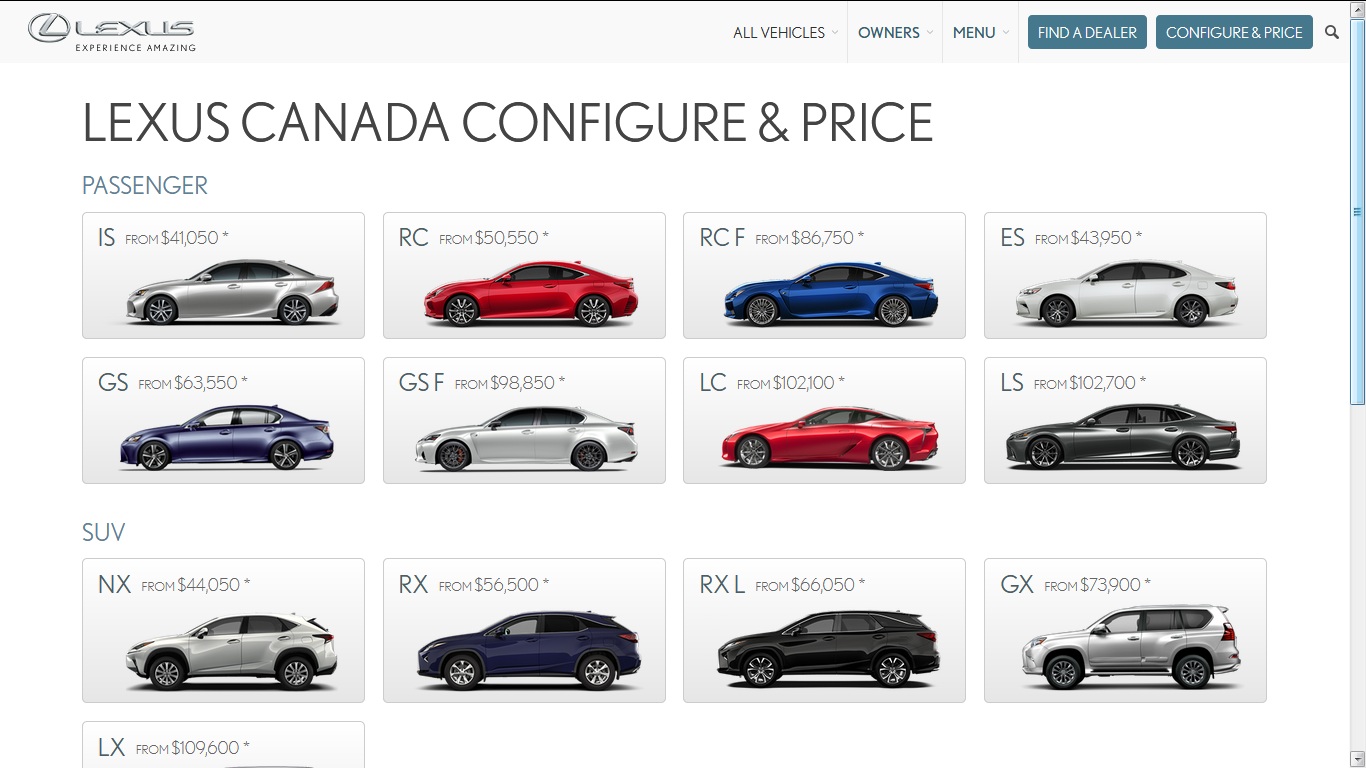 LEXUS
EXPERIENCE AMAZING
ALL VEHICLES
OWNERS
MENU
FIND A DEALER
CONFIGURE & PRICE
LEXUS CANADA CONFIGURE & PRICE
PASSENGER
IS FROM $41,050 *
RC FROM $50,550 *
RC F FROM $86,750 *
ES FROM $43,950 *
GS FROM $63,550 *
GS F FROM $98,850 *
LC FROM $102,100 *
LS FROM $102,700 *
SUV
NX FROM $44,050 *
RX FROM $56,500 *
RX L FROM $66,050 *
GX FROM $73,900 *
LX FROM $109,600 *